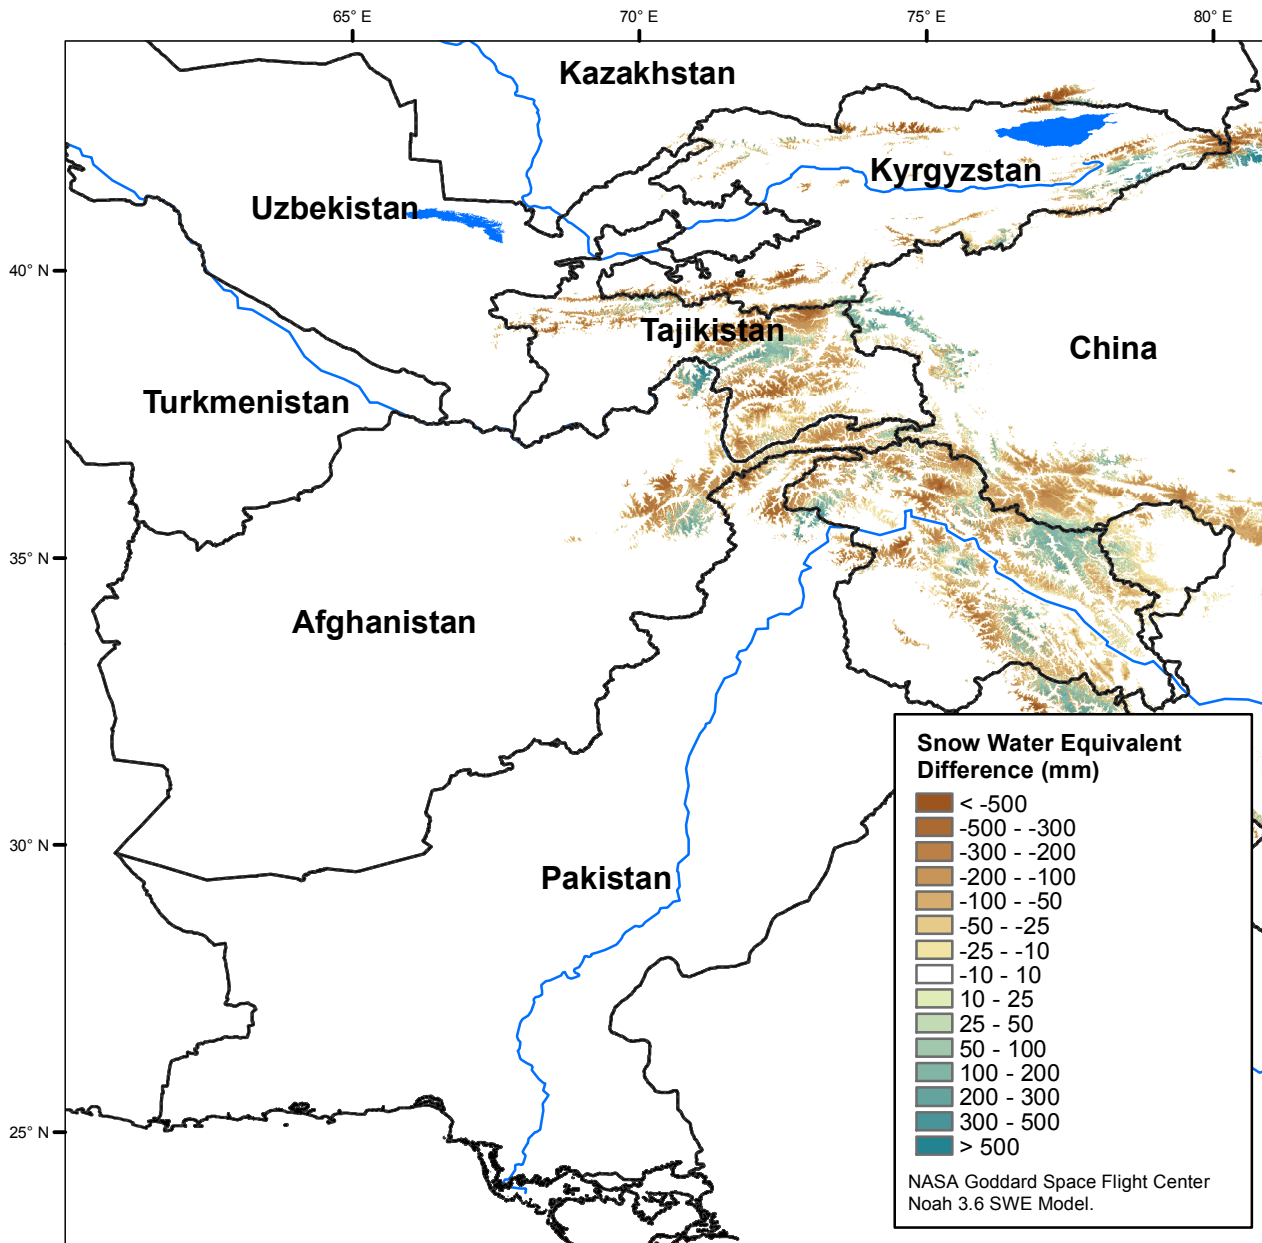 65° E
70° E
75° E
80° E
Kazakhstan
Kyrgyzstan
Uzbekistan
40° N
Tajikistan
China
Turkmenistan
35° N
Afghanistan
30° N
Pakistan
25° N
Snow Water Equivalent
Difference (mm)
< -500
-500 - -300
-300 - -200
-200 - -100
-100 - -50
-50 - -25
-25 - -10
-10 - 10
10 - 25
25 - 50
50 - 100
100 - 200
200 - 300
300 - 500
> 500
NASA Goddard Space Flight Center
Noah 3.6 SWE Model.